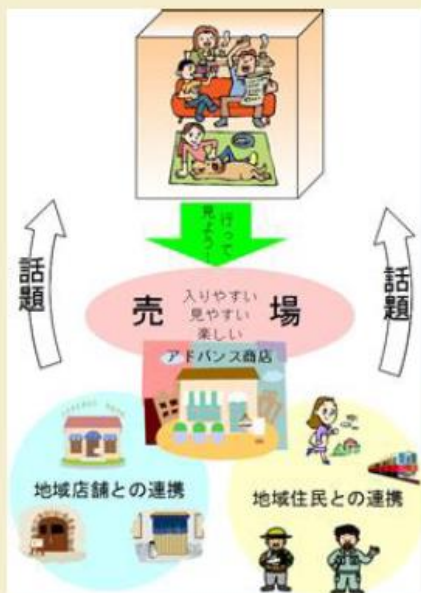 行って
見よう!
話題
話題
売場
入りやすい
見やすい
楽しい
アドバンス商店
地域店舗との連携
地域住民との連携